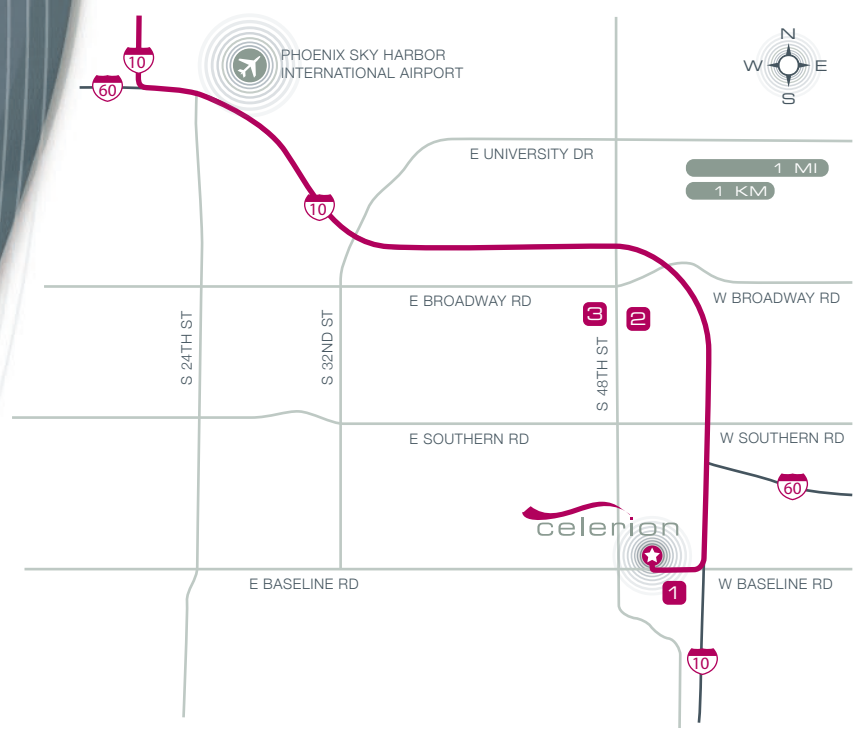 N
10
PHOENIX SKY HARBOR
INTERNATIONAL AIRPORT
W
E
60
S
E UNIVERSITY DR
1 MI
1 KM
10
E BROADWAY RD
W BROADWAY RD
3
2
S 24TH ST
S 32ND ST
S 48TH ST
E SOUTHERN RD
W SOUTHERN RD
60
celerion
E BASELINE RD
1
W BASELINE RD
10